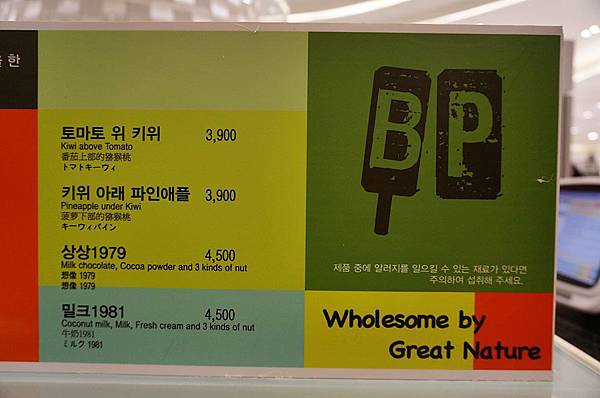 한
토마토 위 키위 3,900
Kiwi above Tomato
番茄上部的猕猴桃
トマトキーウィ
키위 아래 파인애플 3,900
Pineapple under Kiwi
菠萝下部的猕猴桃
キーウィパイン
상상1979 4,500
Milk chocolate, Cocoa powder and 3 kinds of nut
想像 1979
想像 1979
밀크1981 4,500
Coconut milk, Milk, Fresh cream and 3 kinds of nut
牛奶1981
ミルク 1981
BP
제품 중에 알러지를 일으킬 수 있는 재료가 있다면
주의하여 섭취해 주세요.
Wholesome by
Great Nature